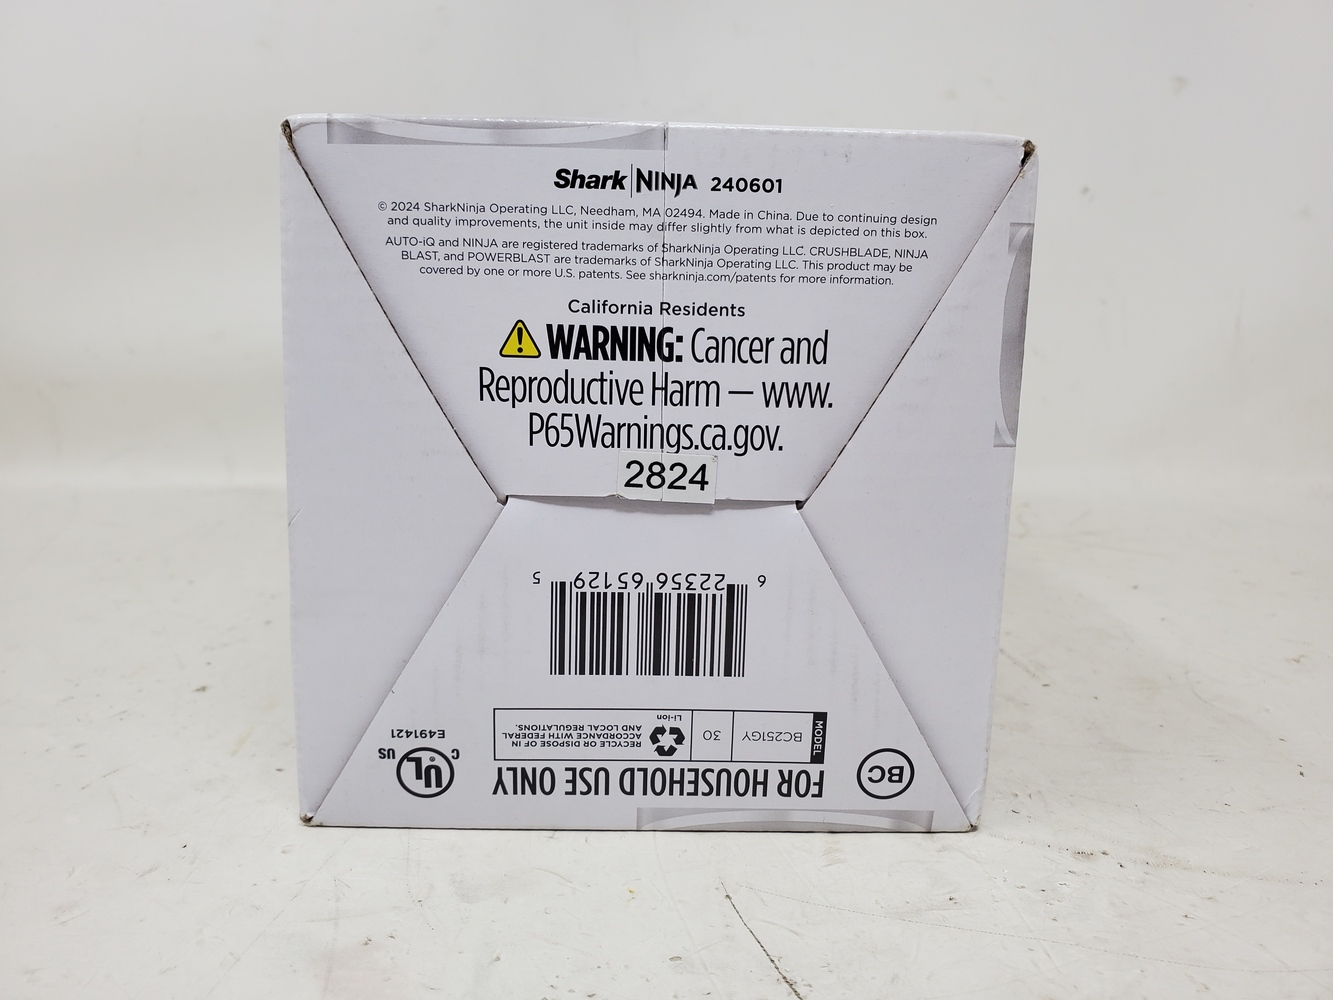 Shark | NINJA 240601
© 2024 SharkNinja Operating LLC, Needham, MA 02494. Made in China. Due to continuing design
and quality improvements, the unit inside may differ slightly from what is depicted on this box.
AUTO-iQ and NINJA are registered trademarks of SharkNinja Operating LLC. CRUSHBLADE, NINJA
BLAST, and POWERBLAST are trademarks of SharkNinja Operating LLC. This product may be
covered by one or more U.S. patents. See sharkninja.com/patents for more information.
California Residents
WARNING: Cancer and
Reproductive Harm — www.
P65Warnings.ca.gov.
2824
FOR HOUSEHOLD USE ONLY
BC
C UL US
E491421
MODEL
BC251GY
30
Li-ion
RECYCLE OR DISPOSE OF IN
ACCORDANCE WITH FEDERAL
AND LOCAL REGULATIONS.
6 22356 65129 5